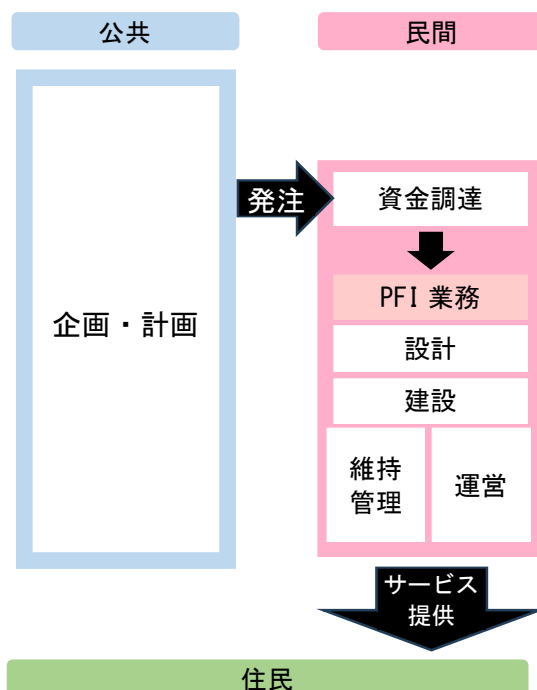 公共
民間
企画・計画
発注
資金調達
PFI 業務
設計
建設
維持
管理
運営
サービス
提供
住民